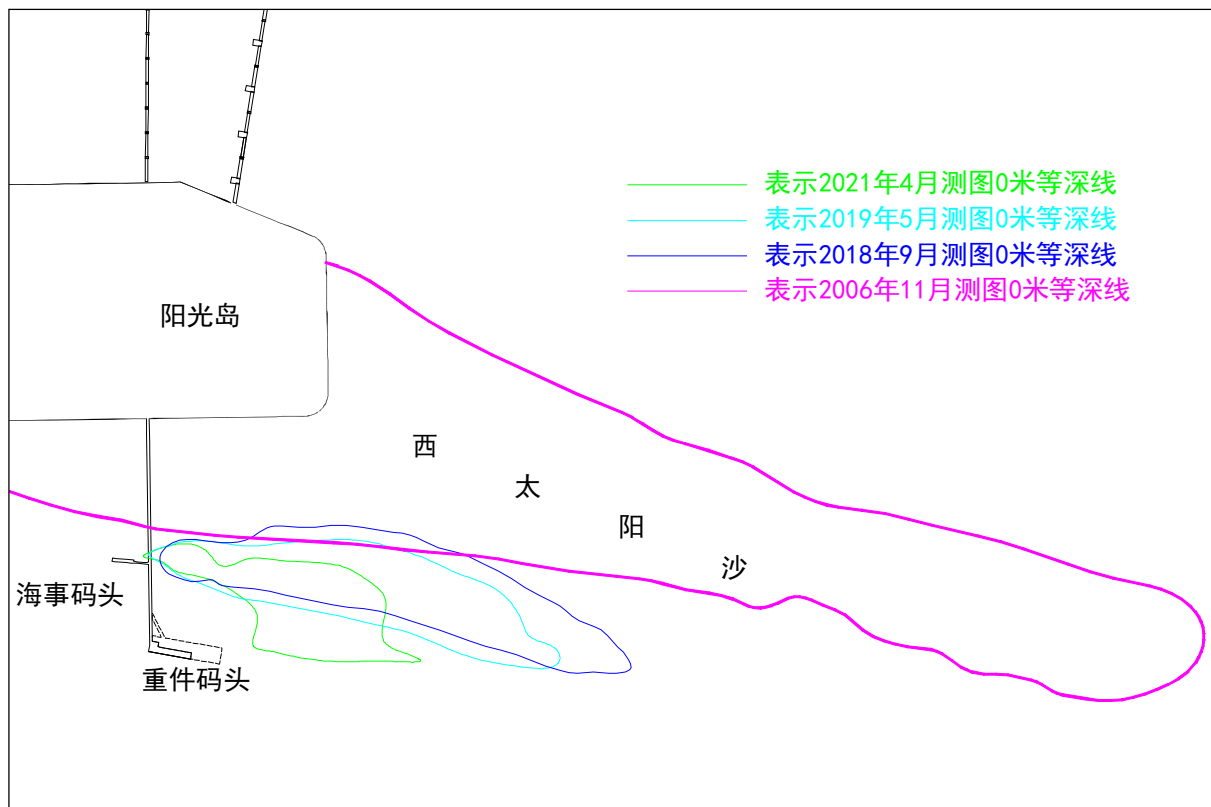 表示2021年4月测图0米等深线
表示2019年5月测图0米等深线
表示2018年9月测图0米等深线
表示2006年11月测图0米等深线
阳光岛
西
太
阳
沙
海事码头
重件码头